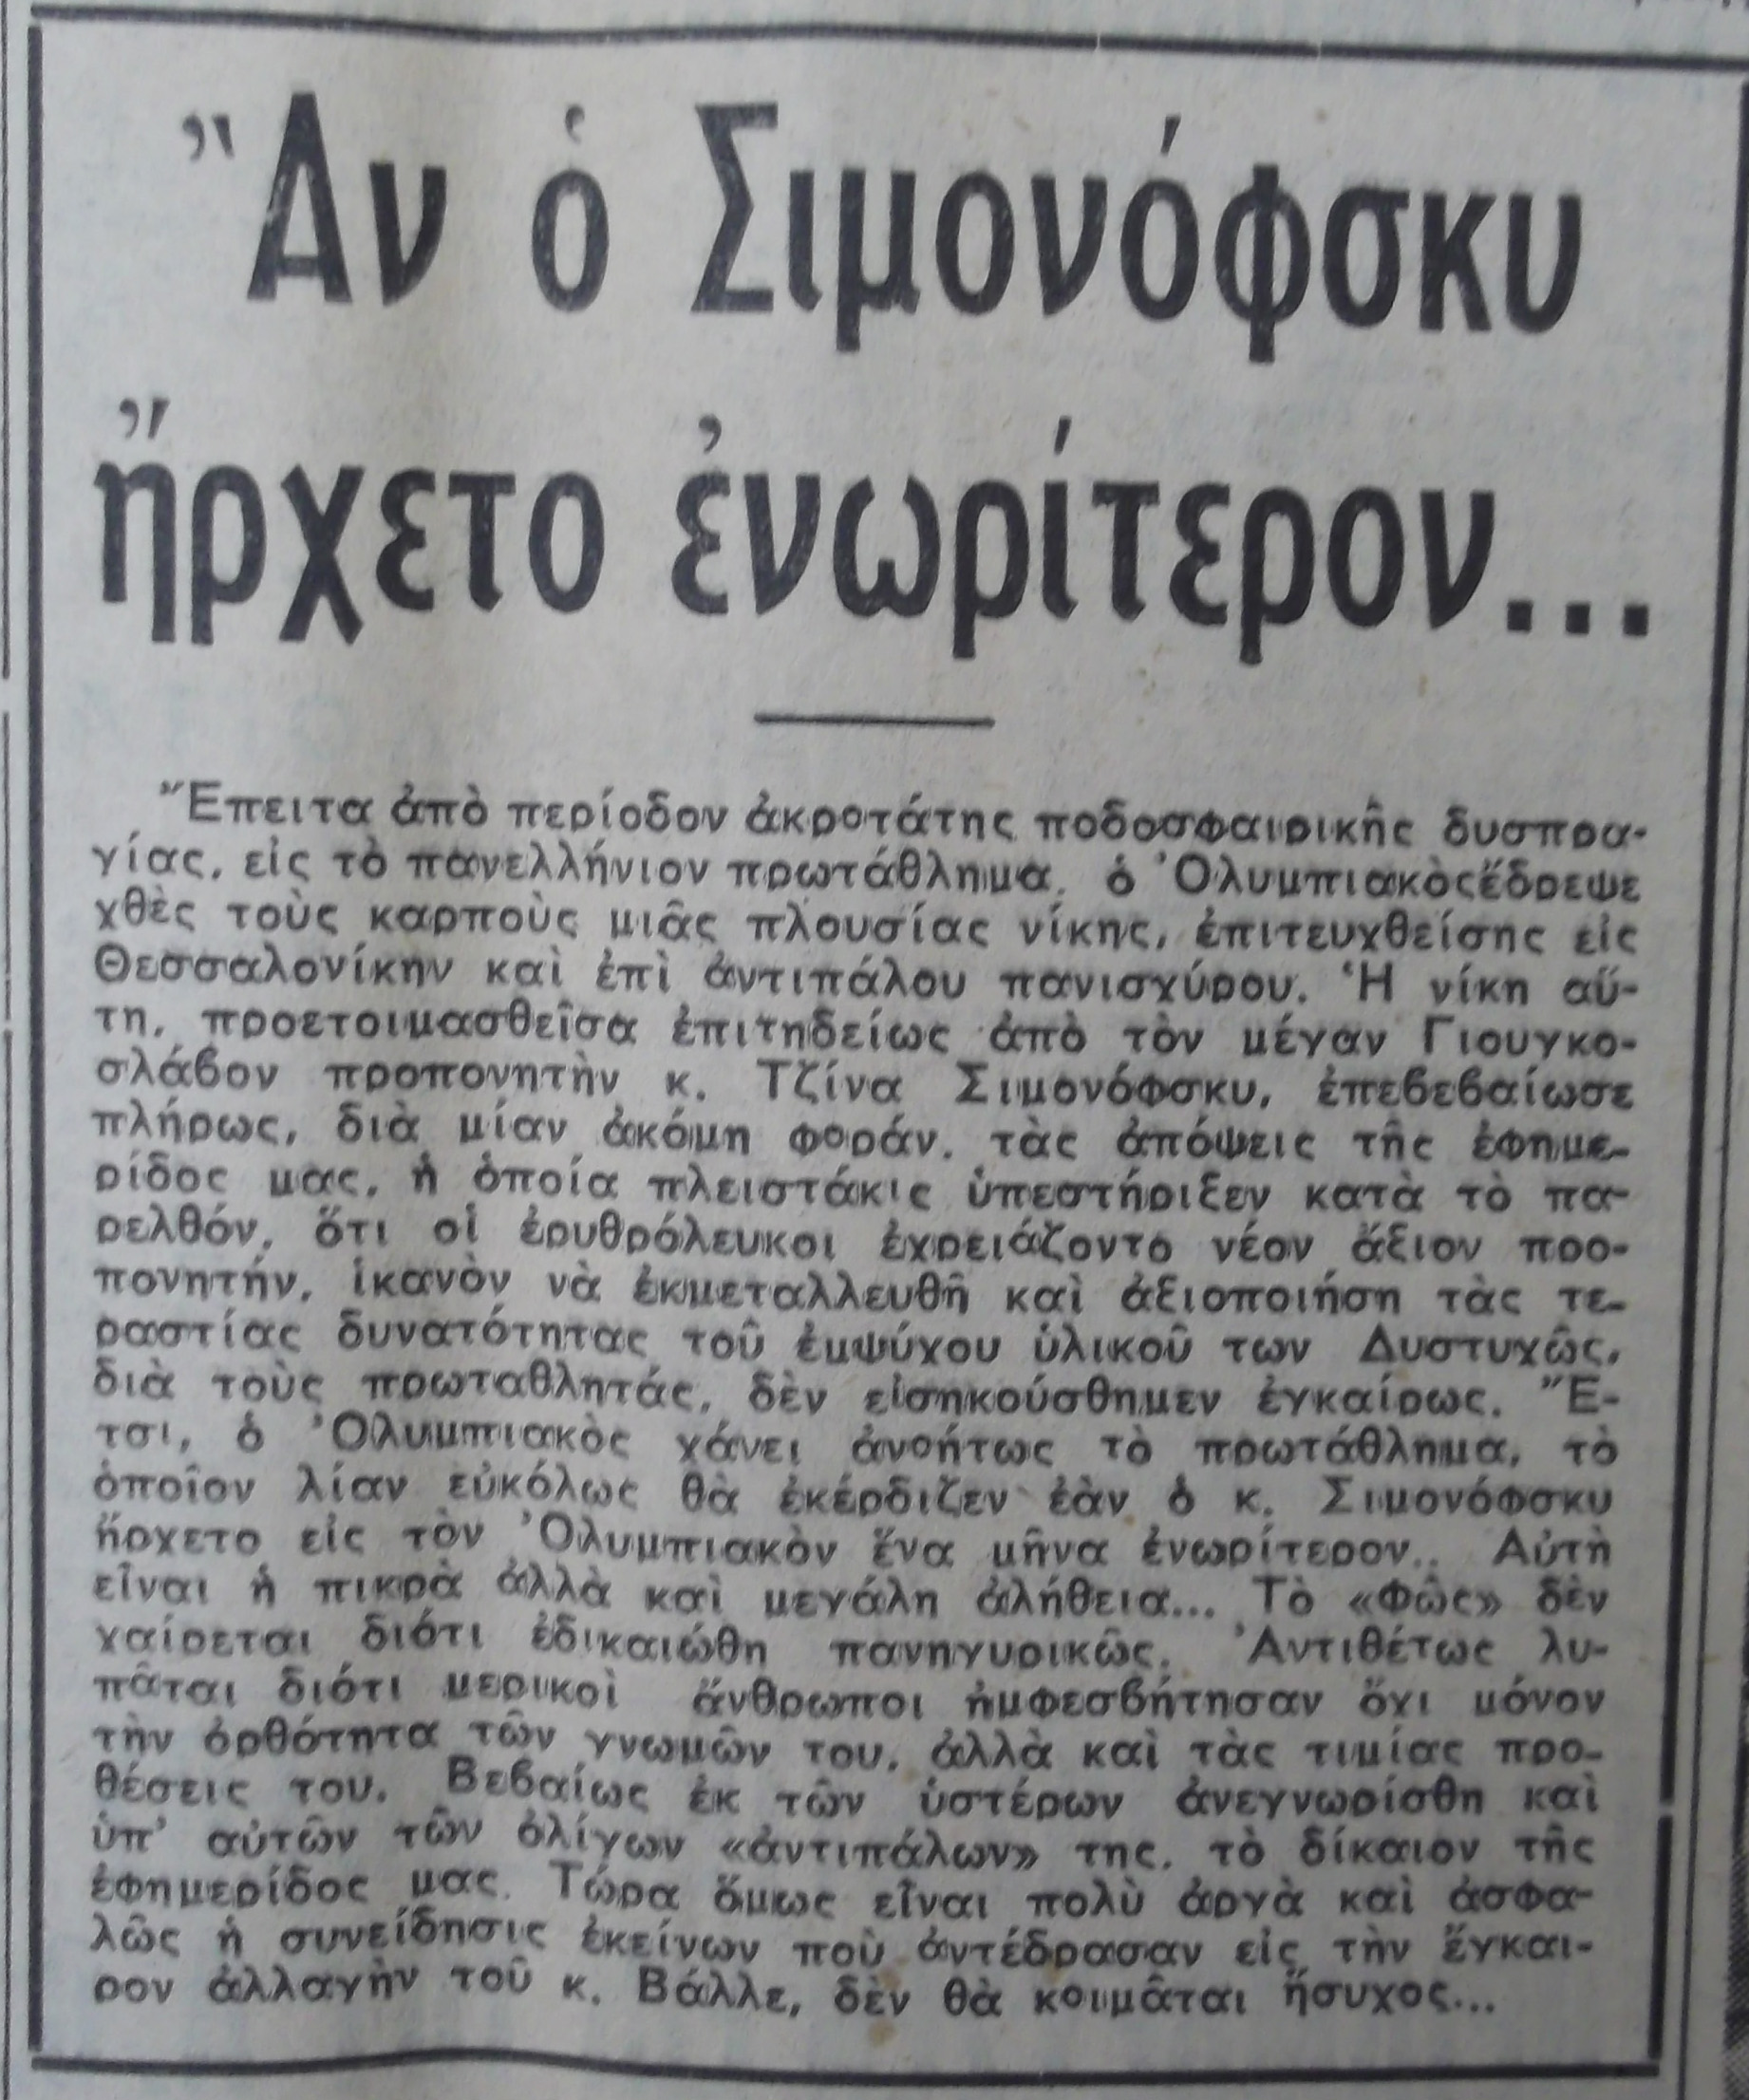 Ἂν ὁ Σιμονόφσκυ
ἤρχετο ἐνωρίτερον...
Ἔπειτα ἀπὸ περίοδον ἀκροτάτης ποδοσφαιρικῆς δυσπρα-
γίας, εἰς τὸ πανελλήνιον πρωτάθλημα, ὁ Ὀλυμπιακὸς ἔδρεψε
χθὲς τοὺς καρποὺς μιᾶς πλουσίας νίκης, ἐπιτευχθείσης εἰς
Θεσσαλονίκην καὶ ἐπὶ ἀντιπάλου πανισχύρου. Ἡ νίκη αὕ-
τη, προετοιμασθεῖσα ἐπιτηδείως ἀπὸ τὸν μέγαν Γιουγκο-
σλάβον προπονητὴν κ. Τζίνα Σιμονόφσκυ, ἐπεβεβαίωσε
πλήρως, διὰ μίαν ἀκόμη φοράν, τὰς ἀπόψεις τῆς ἐφημε-
ρίδος μας, ἡ ὁποία πλειστάκις ὑπεστήριξεν κατὰ τὸ πα-
ρελθόν, ὅτι οἱ ἐρυθρόλευκοι ἐχρειάζοντο νέον ἄξιον προ-
πονητήν, ἱκανὸν νὰ ἐκμεταλλευθῆ καὶ ἀξιοποιήση τὰς τε-
ραστίας δυνατότητας τοῦ ἐμψύχου ὑλικοῦ των Δυστυχῶς,
διὰ τοὺς πρωταθλητάς, δὲν εἰσηκούσθημεν ἐγκαίρως. Ἔ-
τσι, ὁ Ὀλυμπιακὸς χάνει ἀνοήτως τὸ πρωτάθλημα, τὸ
ὁποῖον λίαν εὐκόλως θὰ ἐκέρδιζεν ἐὰν ὁ κ. Σιμονόφσκυ
ἤρχετο εἰς τὸν Ὀλυμπιακὸν ἕνα μῆνα ἐνωρίτερον.. Αὐτὴ
εἶναι ἡ πικρὰ ἀλλὰ καὶ μεγάλη ἀλήθεια... Τὸ «Φῶς» δὲν
χαίρεται διότι ἐδικαιώθη πανηγυρικῶς. Ἀντιθέτως λυ-
πᾶται διότι μερικοὶ ἄνθρωποι ἠμφεσβήτησαν ὄχι μόνον
τὴν ὀρθότητα τῶν γνωμῶν του, ἀλλὰ καὶ τὰς τιμίας προ-
θέσεις του. Βεβαίως ἐκ τῶν ὑστέρων ἀνεγνωρίσθη καὶ
ὑπ' αὐτῶν τῶν ὀλίγων «ἀντιπάλων» της, τὸ δίκαιον τῆς
ἐφημερίδος μας. Τώρα ὅμως εἶναι πολὺ ἀργὰ καὶ ἀσφα-
λῶς ἡ συνείδησις ἐκείνων ποὺ ἀντέδρασαν εἰς τὴν ἔγκαι-
ρον ἀλλαγὴν τοῦ κ. Βάλλε, δὲν θὰ κοιμᾶται ἥσυχος...